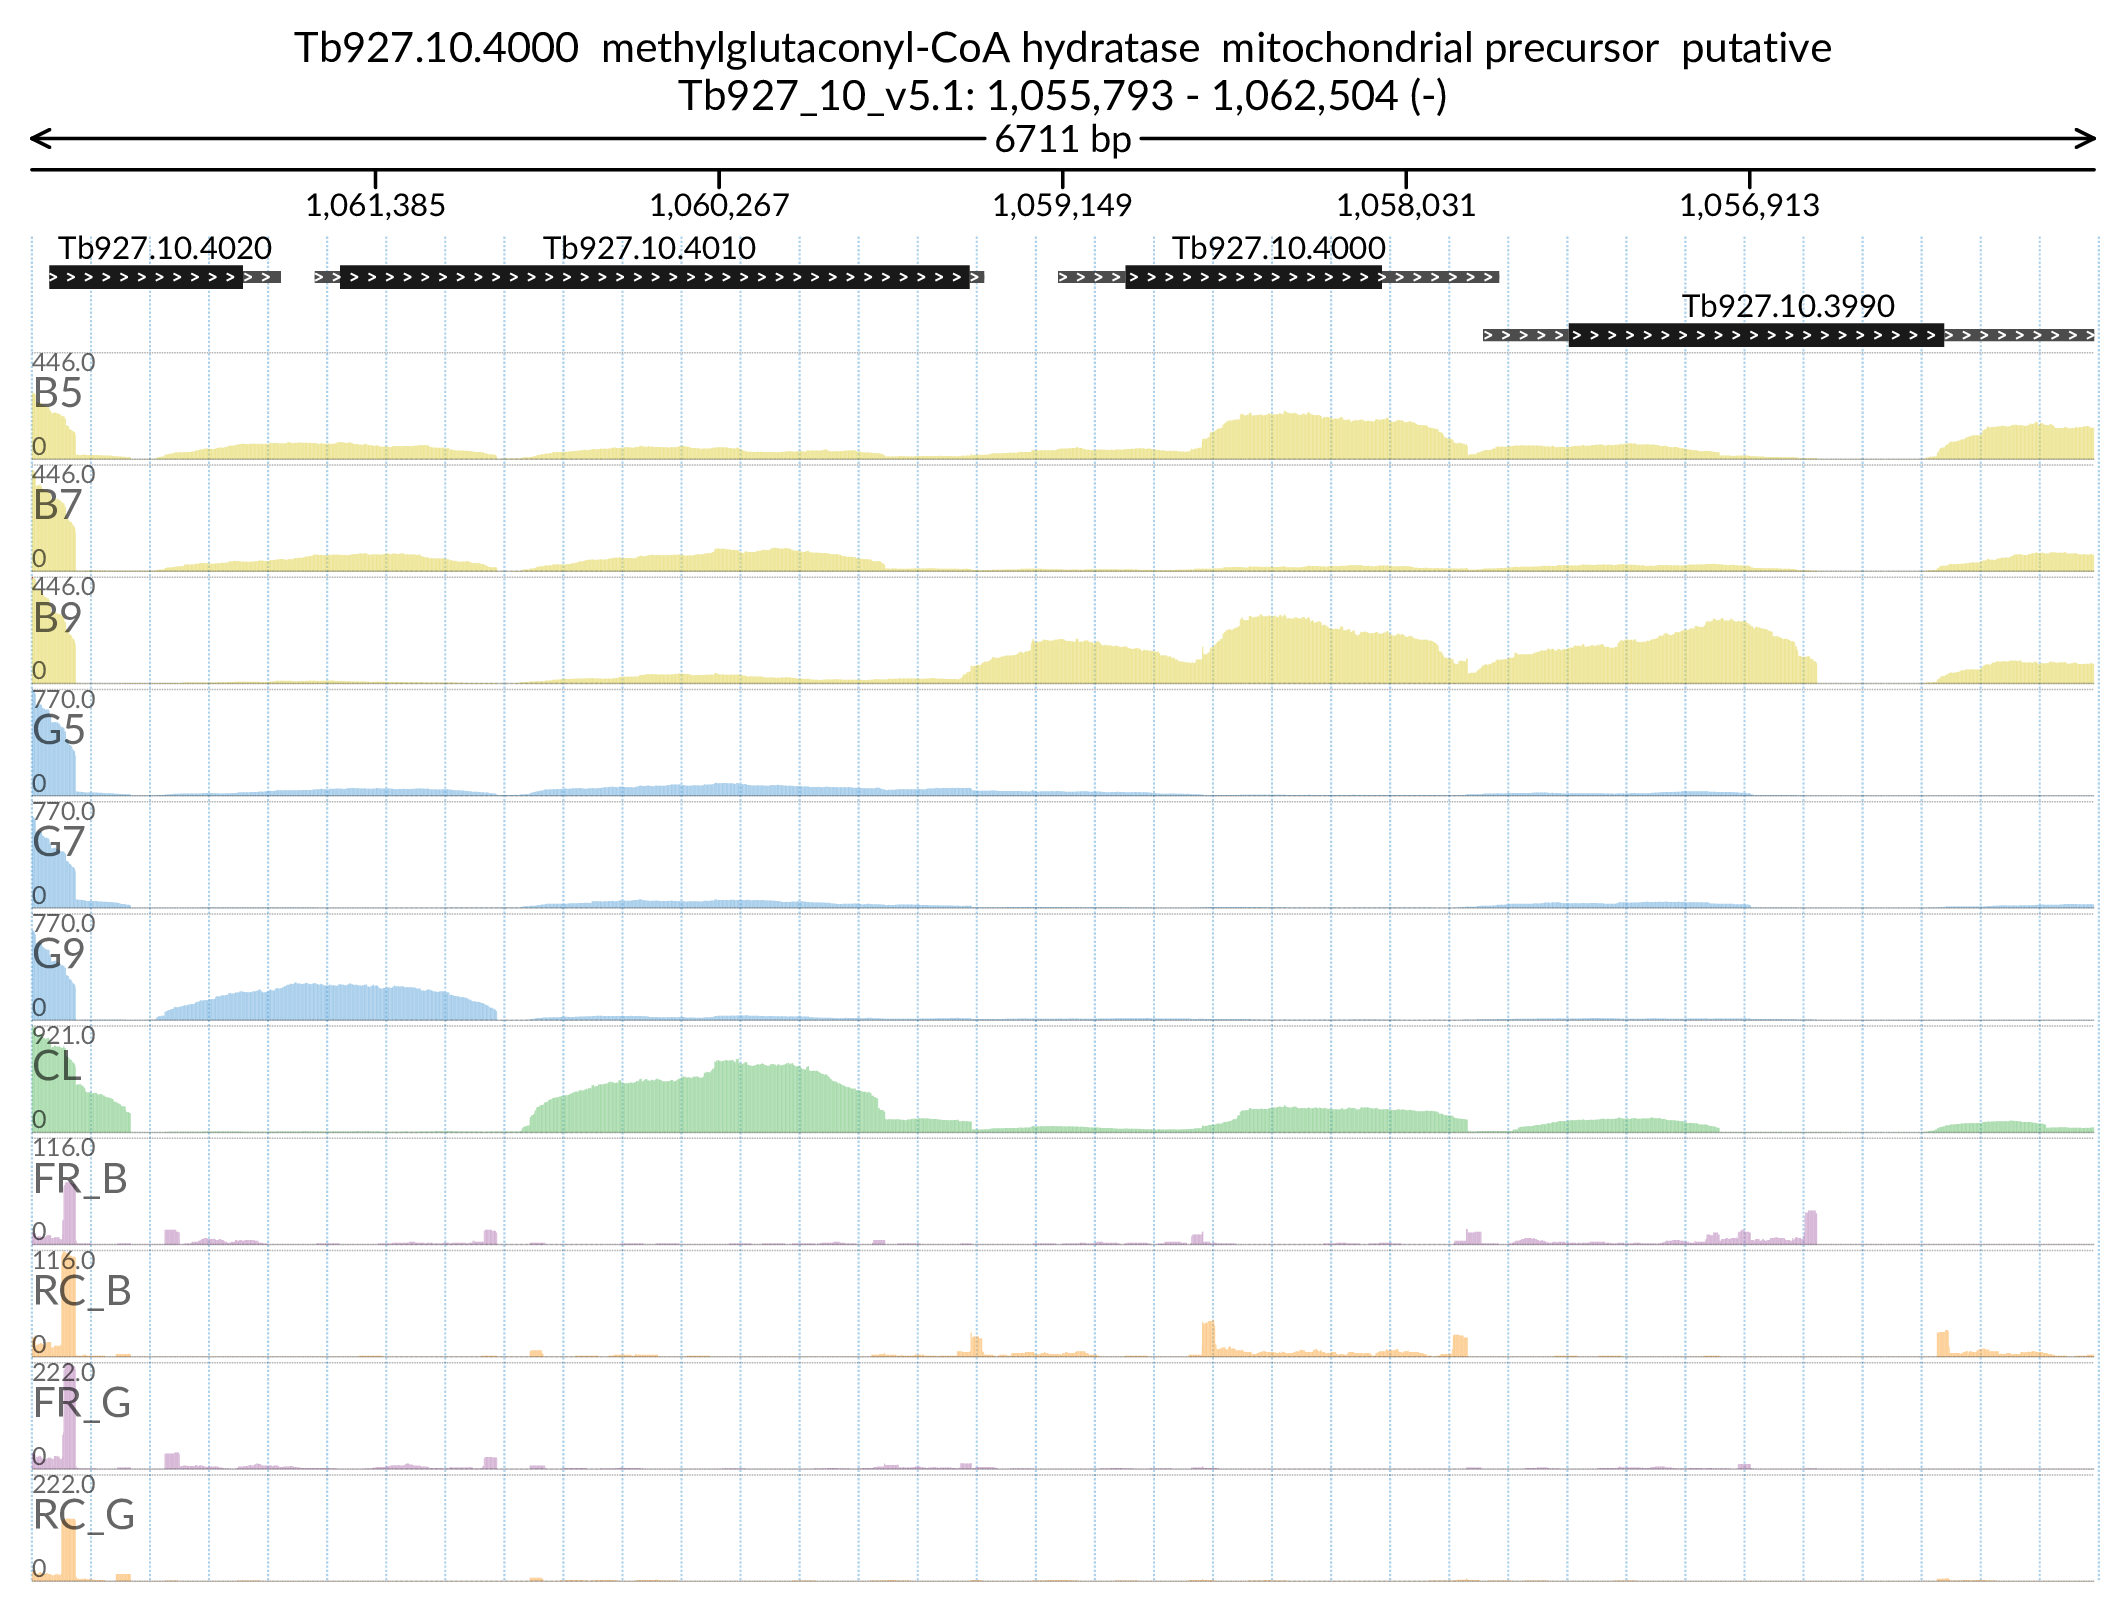 Tb927.10.4000  methylglutaconyl-CoA hydratase  mitochondrial precursor  putative
Tb927_10_v5.1: 1,055,793 - 1,062,504 (-)
6711 bp
1,061,385 1,060,267 1,059,149 1,058,031 1,056,913
Tb927.10.4020 Tb927.10.4010 Tb927.10.4000
Tb927.10.3990
446.0
B5
0
446.0
B7
0
446.0
B9
0
770.0
G5
0
770.0
G7
0
770.0
G9
0
921.0
CL
0
116.0
FR_B
0
116.0
RC_B
0
222.0
FR_G
0
222.0
RC_G
0